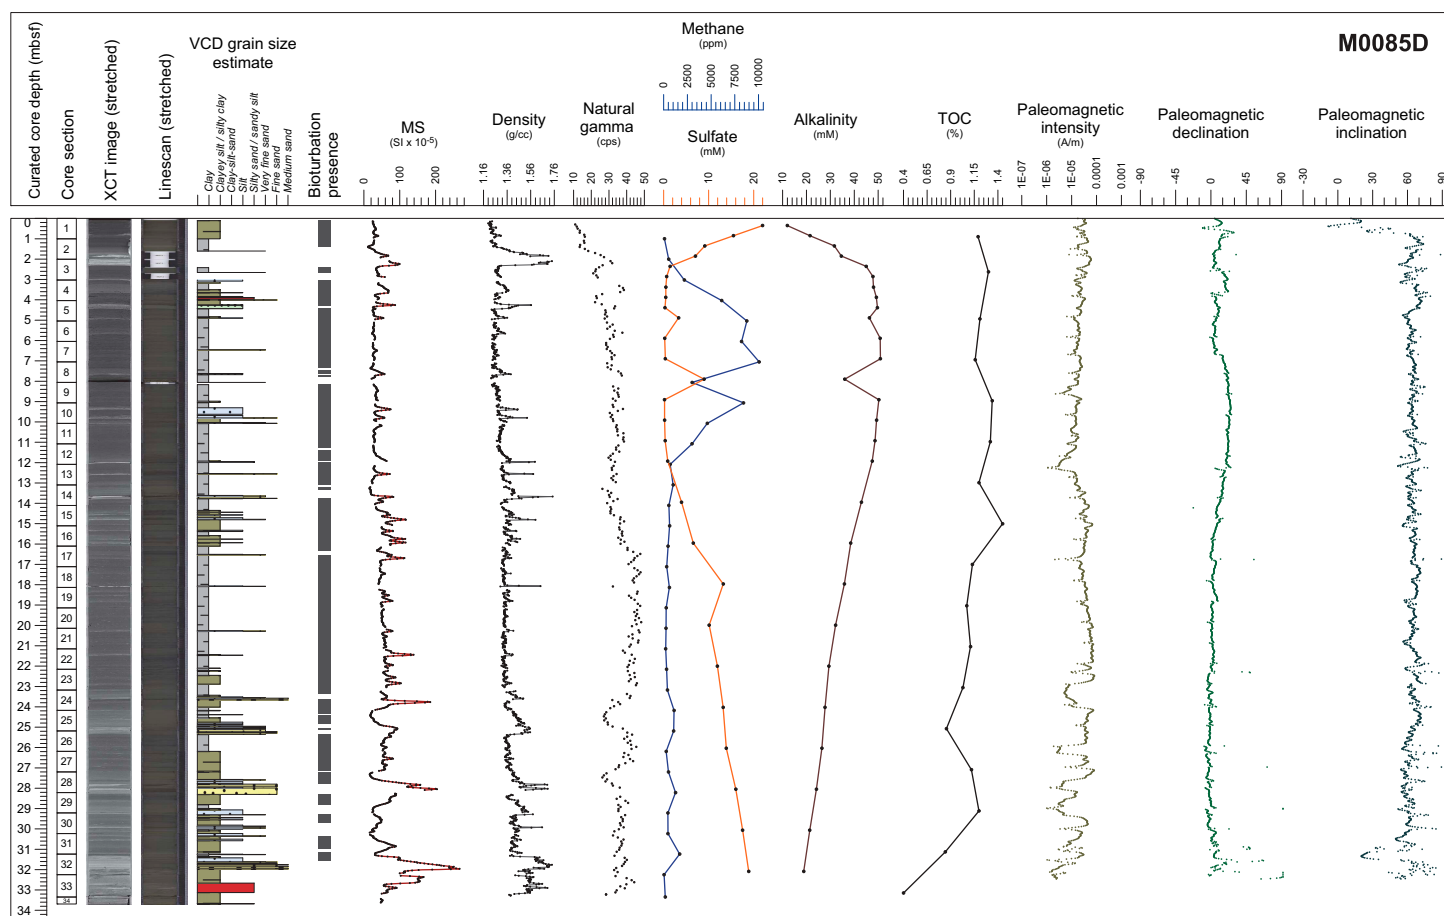 M0085D
Curated core depth (mbsf)
Core section
XCT image (stretched)
Linescan (stretched)
VCD grain size
estimate
Clay
Clayey silt / silty clay
Clay-silt-sand
Silt
Silty sand / sandy silt
Very fine sand
Fine sand
Medium sand
Bioturbation
presence
MS
(SI x 10-5)
0 100 200
Density
(g/cc)
1.16 1.36 1.56 1.76
Natural
gamma
(cps)
10 20 30 40 50
Methane
(ppm)
0 2500 5000 7500 10000
Sulfate
(mM)
0 10 20
Alkalinity
(mM)
10 20 30 40 50
TOC
(%)
0.4 0.65 0.9 1.15 1.4
Paleomagnetic
intensity
(A/m)
1E-07 1E-06 1E-05 0.0001 0.001
Paleomagnetic
declination
-90 -45 0 45 90
Paleomagnetic
inclination
-30 0 30 60 90
0
1
2
3
4
5
6
7
8
9
10
11
12
13
14
15
16
17
18
19
20
21
22
23
24
25
26
27
28
29
30
31
32
33
34
1
2
3
4
5
6
7
8
9
10
11
12
13
14
15
16
17
18
19
20
21
22
23
24
25
26
27
28
29
30
31
32
33
34